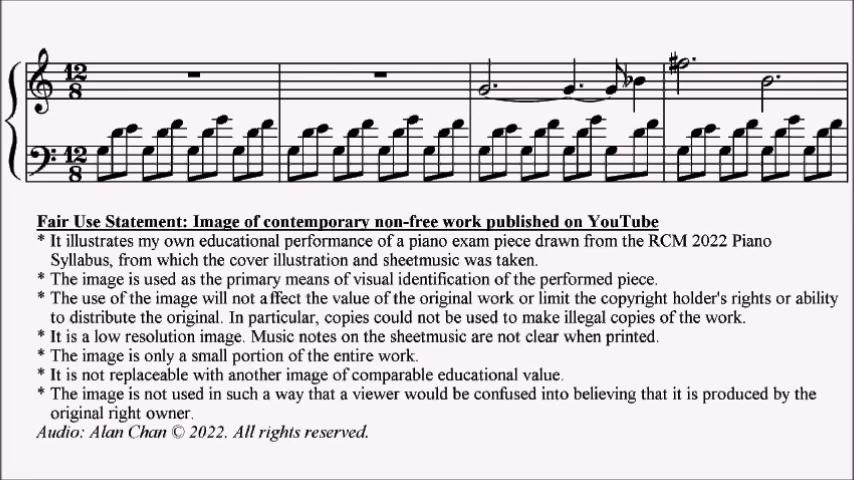 12 8
12 8
Fair Use Statement: Image of contemporary non-free work published on YouTube
* It illustrates my own educational performance of a piano exam piece drawn from the RCM 2022 Piano
Syllabus, from which the cover illustration and sheetmusic was taken.
* The image is used as the primary means of visual identification of the performed piece.
* The use of the image will not affect the value of the original work or limit the copyright holder's rights or ability
to distribute the original. In particular, copies could not be used to make illegal copies of the work.
* It is a low resolution image. Music notes on the sheetmusic are not clear when printed.
* The image is only a small portion of the entire work.
* It is not replaceable with another image of comparable educational value.
* The image is not used in such a way that a viewer would be confused into believing that it is produced by the
original right owner.
Audio: Alan Chan © 2022. All rights reserved.